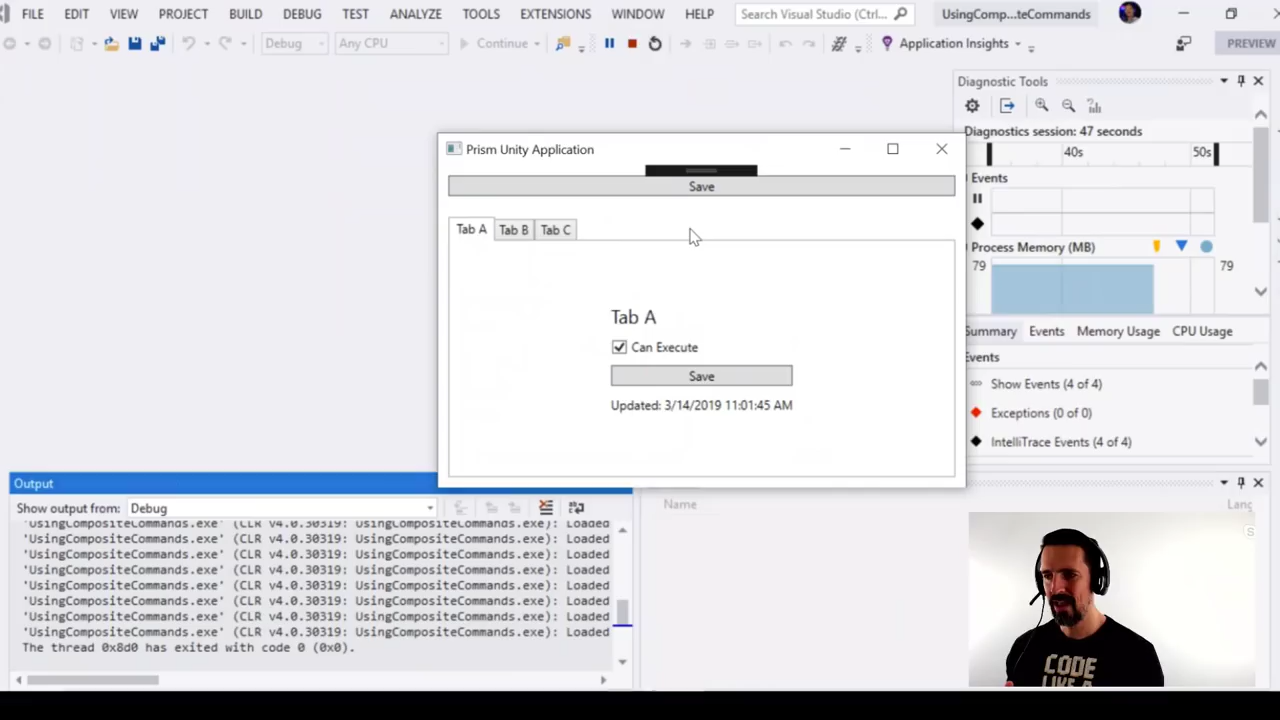 FILE EDIT VIEW PROJECT BUILD DEBUG TEST ANALYZE TOOLS EXTENSIONS WINDOW HELP Search Visual Studio (Ctrl... UsingComp...teCommands
Debug Any CPU Continue Application Insights PREVIEW
Diagnostic Tools
Diagnostics session: 47 seconds
40s 50s
Events
Process Memory (MB)
79 79
Summary Events Memory Usage CPU Usage
Events
Show Events (4 of 4)
Exceptions (0 of 0)
IntelliTrace Events (4 of 4)
Prism Unity Application
Save
Tab A Tab B Tab C
Tab A
Can Execute
Save
Updated: 3/14/2019 11:01:45 AM
Output
Show output from: Debug
'UsingCompositeCommands.exe' (CLR v4.0.30319: UsingCompositeCommands.exe): Loaded
'UsingCompositeCommands.exe' (CLR v4.0.30319: UsingCompositeCommands.exe): Loaded
'UsingCompositeCommands.exe' (CLR v4.0.30319: UsingCompositeCommands.exe): Loaded
'UsingCompositeCommands.exe' (CLR v4.0.30319: UsingCompositeCommands.exe): Loaded
'UsingCompositeCommands.exe' (CLR v4.0.30319: UsingCompositeCommands.exe): Loaded
'UsingCompositeCommands.exe' (CLR v4.0.30319: UsingCompositeCommands.exe): Loaded
'UsingCompositeCommands.exe' (CLR v4.0.30319: UsingCompositeCommands.exe): Loaded
'UsingCompositeCommands.exe' (CLR v4.0.30319: UsingCompositeCommands.exe): Loaded
The thread 0x8d0 has exited with code 0 (0x0).
Name Lang
S
CODE
LIKE A